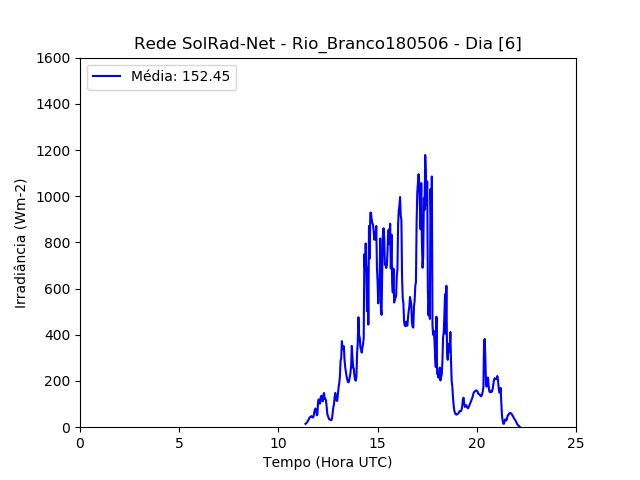 Rede SolRad-Net - Rio_Branco180506 - Dia [6]
Média: 152.45
1600
1400
1200
1000
800
600
400
200
0
Irradiância (Wm-2)
0 5 10 15 20 25
Tempo (Hora UTC)